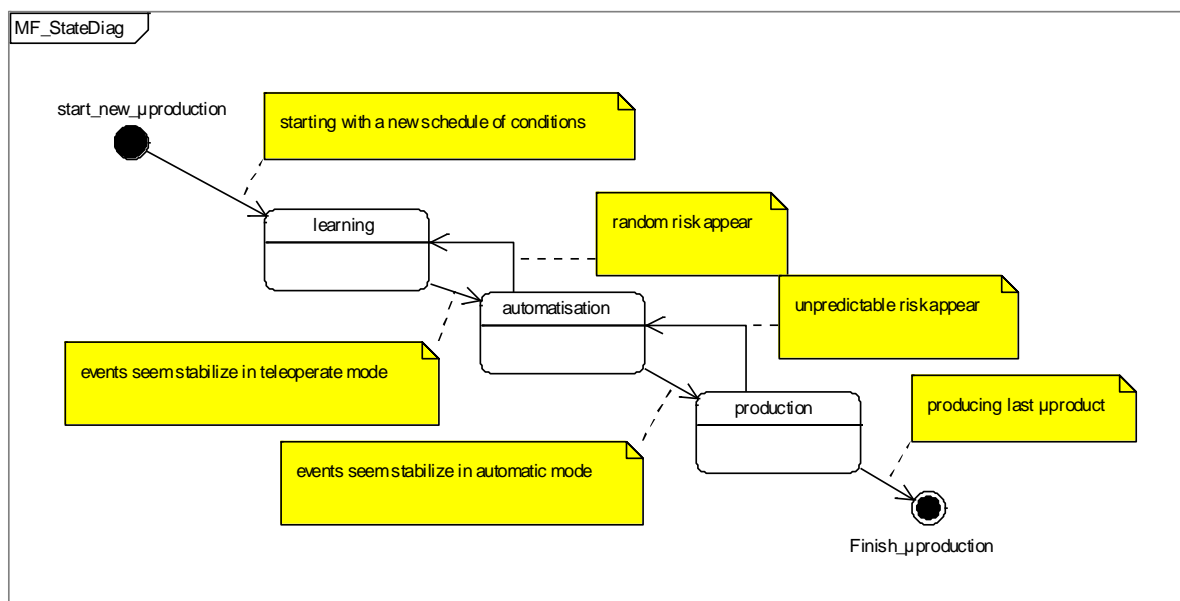 MF_StateDiag
start_new_µproduction
starting with a new schedule of conditions
learning
random risk appear
automatisation
unpredictable risk appear
events seem stabilize in teleoperate mode
production
producing last µproduct
events seem stabilize in automatic mode
Finish_µproduction